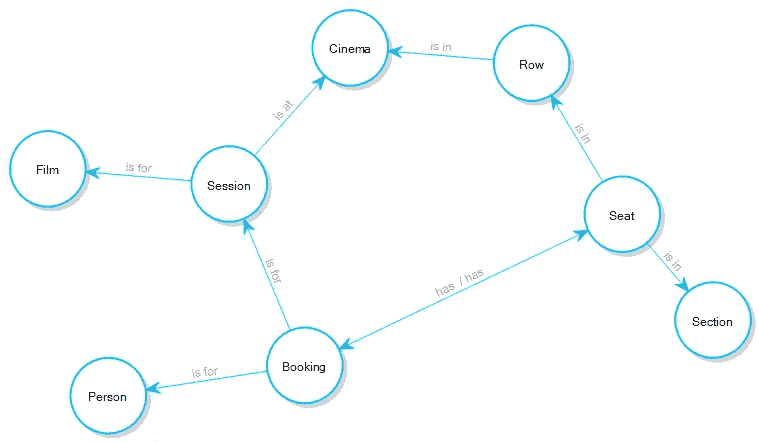 Cinema
is in
Row
is at
is in
Film
is for
Session
Seat
is for
has / has
is in
Section
Booking
is for
Person